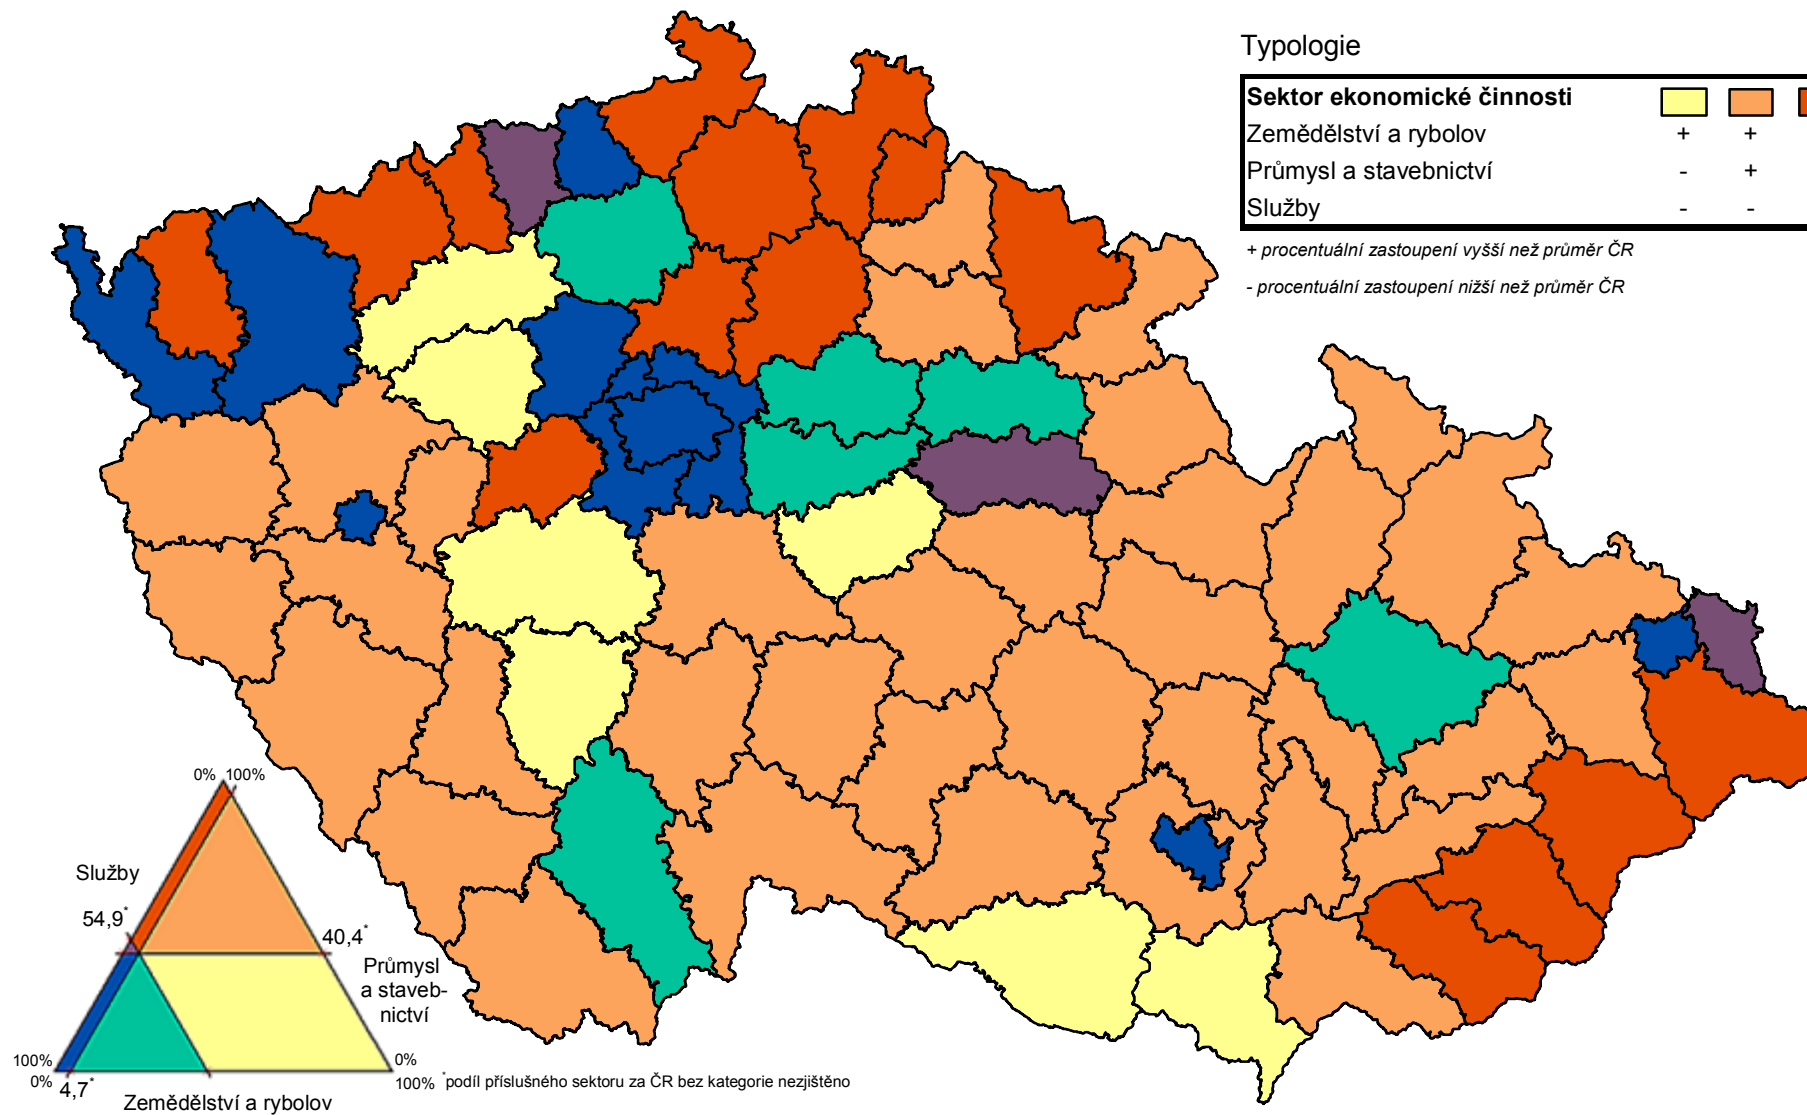 Typologie
Sektor ekonomické činnosti
Zemědělství a rybolov + +
Průmysl a stavebnictví - +
Služby - -
+ procentuální zastoupení vyšší než průměr ČR
- procentuální zastoupení nižší než průměr ČR
0% 100%
Služby
54,9*
40,4*
Průmysl
a staveb-
nictví
100%
0%
0%
100%
4,7*
*podíl příslušného sektoru za ČR bez kategorie nezjištěno
Zemědělství a rybolov